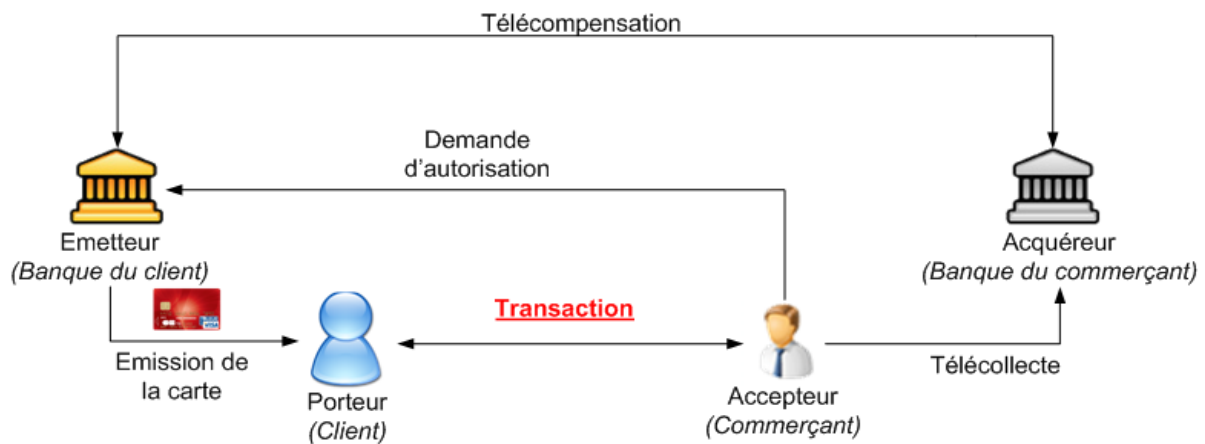 Télécompensation
Demande
d'autorisation
Emetteur
(Banque du client)
Acquéreur
(Banque du commerçant)
VISA
Transaction
Emission de
la carte
Porteur
(Client)
Accepteur
(Commerçant)
Télécollecte